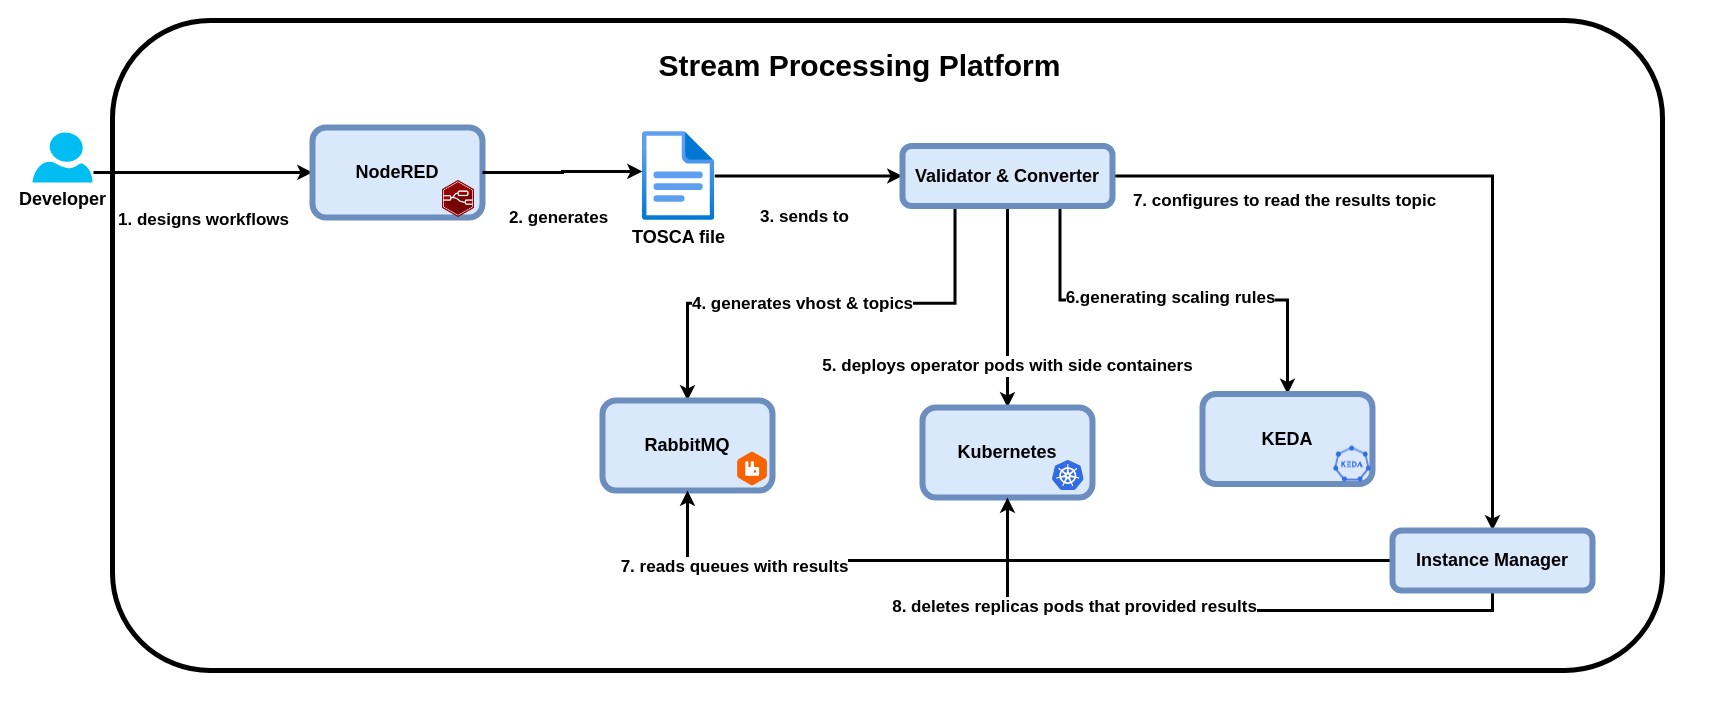 Stream Processing Platform
Developer
1. designs workflows
NodeRED
2. generates
TOSCA file
3. sends to
Validator & Converter
7. configures to read the results topic
4. generates vhost & topics
6.generating scaling rules
5. deploys operator pods with side containers
RabbitMQ
Kubernetes
KEDA
KEDA
Instance Manager
7. reads queues with results
8. deletes replicas pods that provided results